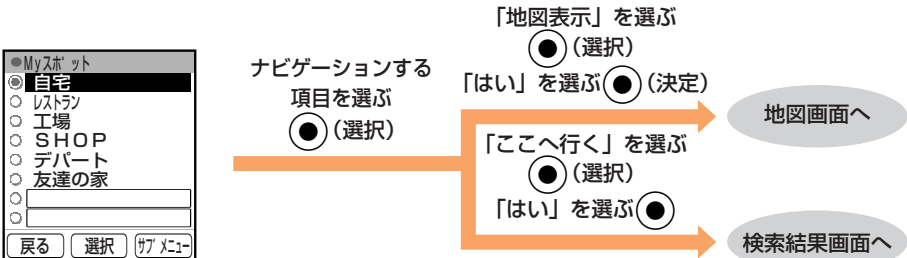 ●Myスポット
自宅
レストラン
工場
SHOP
デパート
友達の家
戻る 選択 サブメニュー
ナビゲーションする
項目を選ぶ
(選択)
「地図表示」を選ぶ
(選択)
「はい」を選ぶ (決定)
地図画面へ
「ここへ行く」を選ぶ
(選択)
「はい」を選ぶ
検索結果画面へ